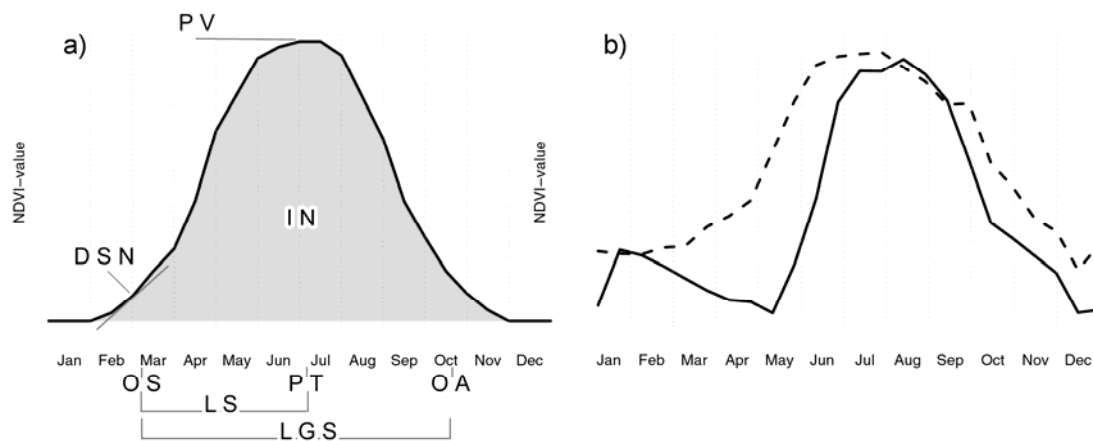 a)
P V
NDVI–value
I N
D S N
Jan Feb Mar Apr May Jun Jul Aug Sep Oct Nov Dec
O S P T O A
L S
L G S
b)
NDVI–value
Jan Feb Mar Apr May Jun Jul Aug Sep Oct Nov Dec